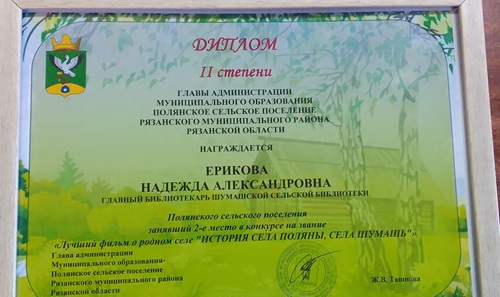 ДИПЛОМ
II степени
ГЛАВЫ АДМИНИСТРАЦИИ
МУНИЦИПАЛЬНОГО ОБРАЗОВАНИЯ
ПОЛЯНСКОЕ СЕЛЬСКОЕ ПОСЕЛЕНИЕ
РЯЗАНСКОГО МУНИЦИПАЛЬНОГО РАЙОНА
РЯЗАНСКОЙ ОБЛАСТИ
НАГРАЖДАЕТСЯ
ЕРИКОВА
НАДЕЖДА АЛЕКСАНДРОВНА
ГЛАВНЫЙ БИБЛИОТЕКАРЬ ШУМАШСКОЙ СЕЛЬСКОЙ БИБЛИОТЕКИ
Полянского сельского поселения
занявший 2-е место в конкурсе на звание
«Лучший фильм о родном селе "ИСТОРИЯ СЕЛА ПОЛЯНЫ, СЕЛА ШУМАШЬ"»
Глава администрации
Муниципального образования-
Полянское сельское поселение
Рязанского муниципального района
Рязанской области
Ж.В.